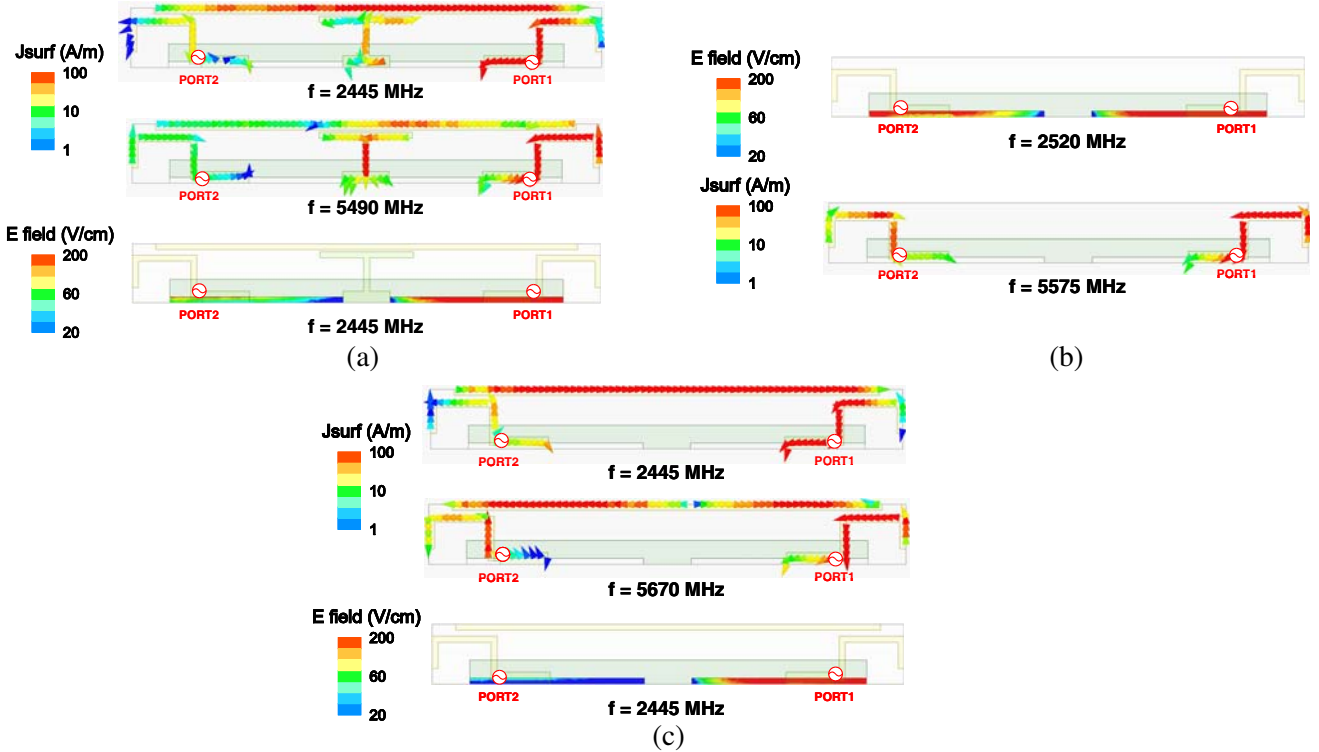 Jsurf (A/m)
100
10
1
PORT2
PORT1
f = 2445 MHz
PORT2
PORT1
f = 5490 MHz
E field (V/cm)
200
60
20
PORT2
PORT1
f = 2445 MHz
(a)
E field (V/cm)
200
60
20
PORT2
PORT1
f = 2520 MHz
Jsurf (A/m)
100
10
1
PORT2
PORT1
f = 5575 MHz
(b)
Jsurf (A/m)
100
10
1
PORT2
PORT1
f = 2445 MHz
PORT2
PORT1
f = 5670 MHz
E field (V/cm)
200
60
20
PORT2
PORT1
f = 2445 MHz
(c)